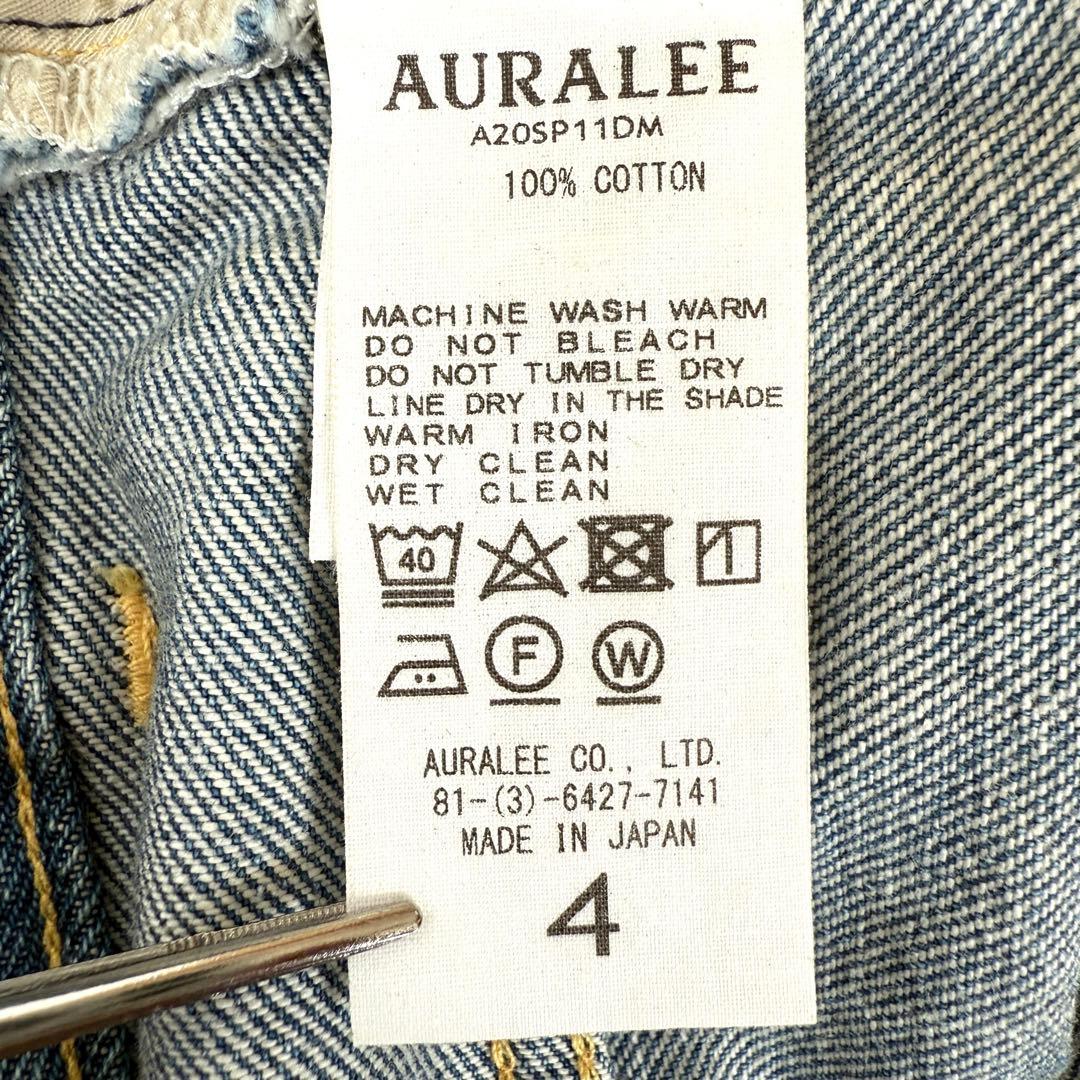 AURALEE
A20SP11DM
100% COTTON
MACHINE WASH WARM
DO NOT BLEACH
DO NOT TUMBLE DRY
LINE DRY IN THE SHADE
WARM IRON
DRY CLEAN
WET CLEAN
40
F W
AURALEE CO., LTD.
81-(3)-6427-7141
MADE IN JAPAN
4